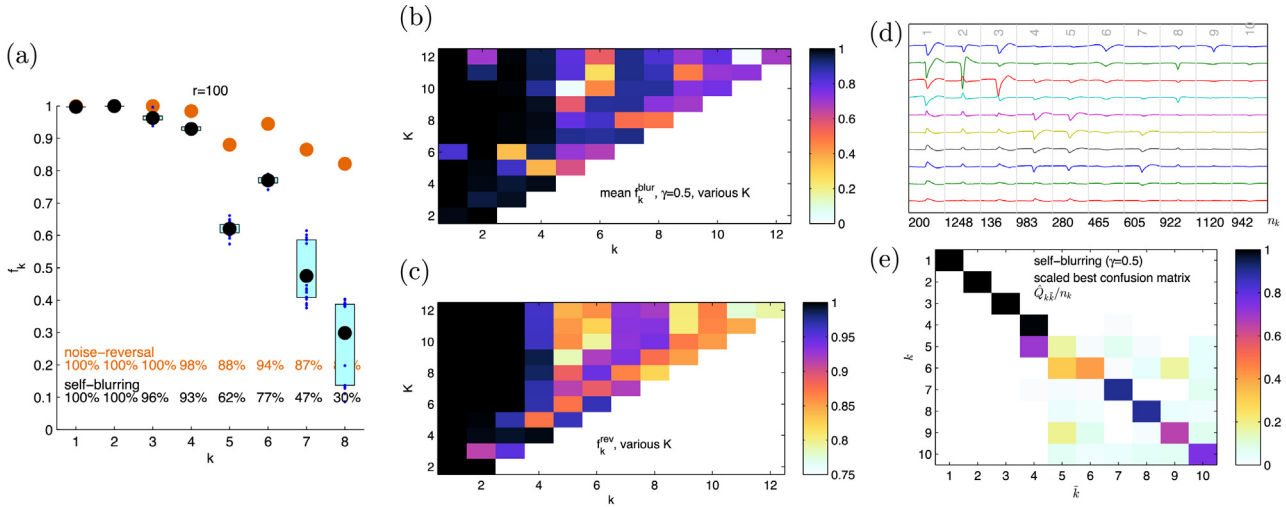 (a)
r=100
1
0.9
0.8
0.7
0.6
0.5
0.4
0.3
0.2
0.1
0
f_k
noise−reversal
100% 100% 100% 98% 88% 94% 87%
self−blurring
100% 100% 96% 93% 62% 77% 47% 30%
1 2 3 4 5 6 7 8
k
(b)
12
10
8
6
4
2
K
mean f_k^blur, γ=0.5, various K
2 4 6 8 10 12
k
1
0.8
0.6
0.4
0.2
0
(c)
12
10
8
6
4
2
K
f_k^rev, various K
2 4 6 8 10 12
k
1
0.95
0.9
0.85
0.8
0.75
(d)
1 2 3 4 5 6 7 8 9 10
200 1248 136 983 280 465 605 922 1120 942 n_k
(e)
self−blurring (γ=0.5)
scaled best confusion matrix
Q̂_{kk̄}/n_k
1
2
3
4
5
6
7
8
9
10
k
1 2 3 4 5 6 7 8 9 10
k̄
1
0.8
0.6
0.4
0.2
0